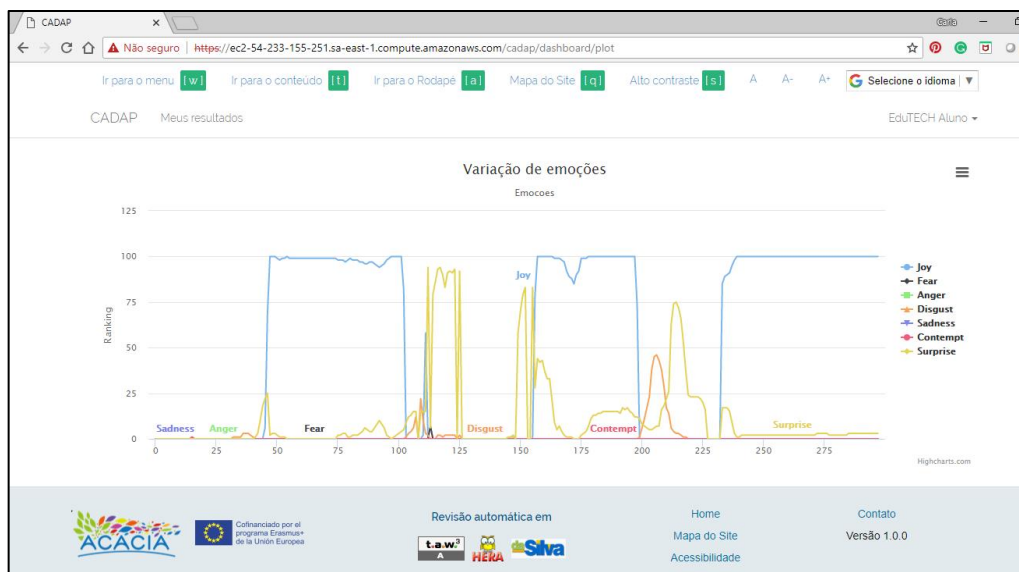 CADAP
Carla
Não seguro | https://ec2-54-233-155-251.sa-east-1.compute.amazonaws.com/cadap/dashboard/plot
Ir para o menu [w] Ir para o conteúdo [t] Ir para o Rodapé [a] Mapa do Site [q] Alto contraste [s] A A- A+ G Selecione o idioma ▼
CADAP Meus resultados EduTECH Aluno
Variação de emoções
Emocoes
125
100
75
50
25
0
Ranking
Joy
Sadness Anger Fear Disgust Contempt Surprise
0 25 50 75 100 125 150 175 200 225 250 275
Joy
Fear
Anger
Disgust
Sadness
Contempt
Surprise
Highcharts.com
ACACIA
Cofinanciado por el
programa Erasmus+
de la Unión Europea
Revisão automática em
t.a.w.3
A
HERA
daSilva
Home
Mapa do Site
Acessibilidade
Contato
Versão 1.0.0